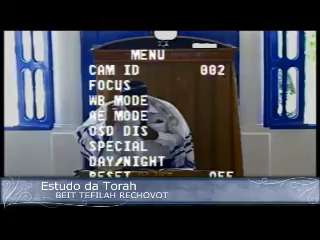 MENU
CAM ID 002
FOCUS
WB MODE
AE MODE
OSD DIS
SPECIAL
DAY/NIGHT
RESET OFF
Estudo da Torah
BEIT TEFILAH RECHOVOT